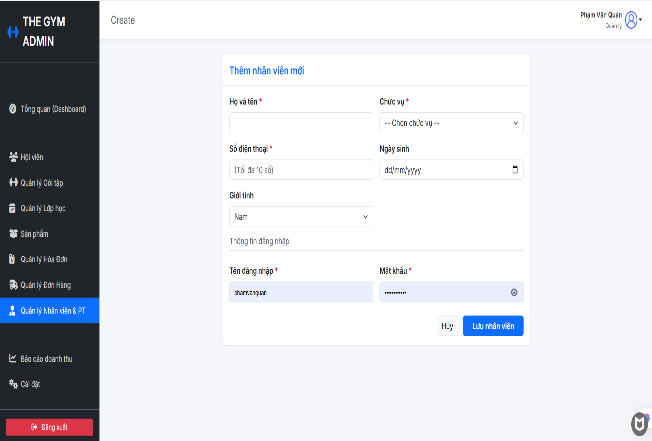 THE GYM
ADMIN
Create
Phạm Văn Quân
Quản lý
Tổng quan (Dashboard)
Hội viên
Quản lý Gói tập
Quản lý Lớp học
Sản phẩm
Quản lý Hóa Đơn
Quản lý Đơn Hàng
Quản lý Nhân viên & PT
Báo cáo doanh thu
Cài đặt
Đăng xuất
Thêm nhân viên mới
Họ và tên *
Chức vụ *
-- Chọn chức vụ --
Số điện thoại *
Ngày sinh
(Tối đa 10 số)
dd/mm/yyyy
Giới tính
Nam
Thông tin đăng nhập
Tên đăng nhập *
Mật khẩu *
phamvanquan
Hủy
Lưu nhân viên